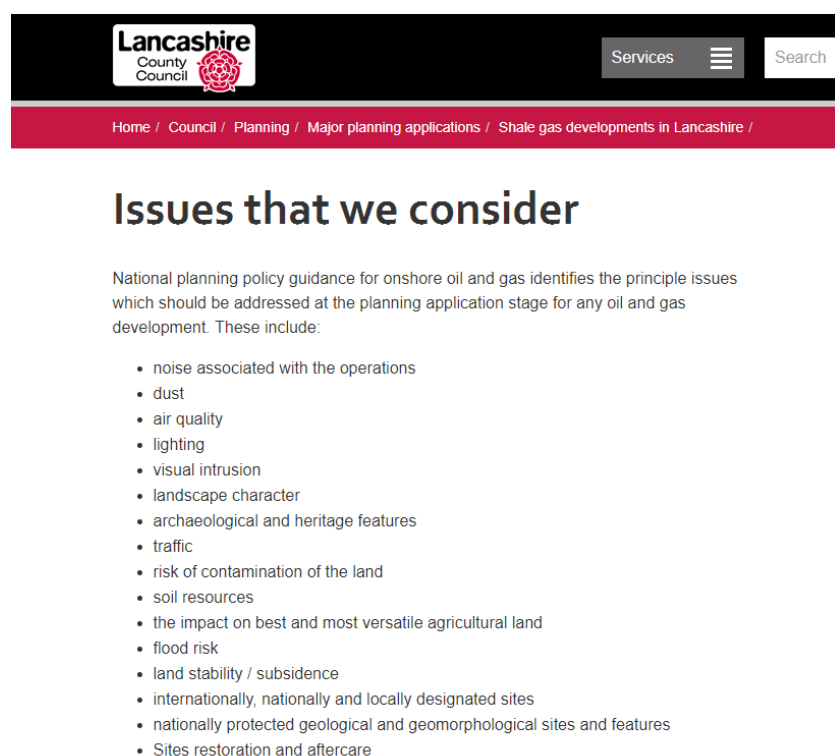 Lancashire
County
Council
Services
Search
Home / Council / Planning / Major planning applications / Shale gas developments in Lancashire /
Issues that we consider
National planning policy guidance for onshore oil and gas identifies the principle issues
which should be addressed at the planning application stage for any oil and gas
development. These include:
• noise associated with the operations
• dust
• air quality
• lighting
• visual intrusion
• landscape character
• archaeological and heritage features
• traffic
• risk of contamination of the land
• soil resources
• the impact on best and most versatile agricultural land
• flood risk
• land stability / subsidence
• internationally, nationally and locally designated sites
• nationally protected geological and geomorphological sites and features
• Sites restoration and aftercare